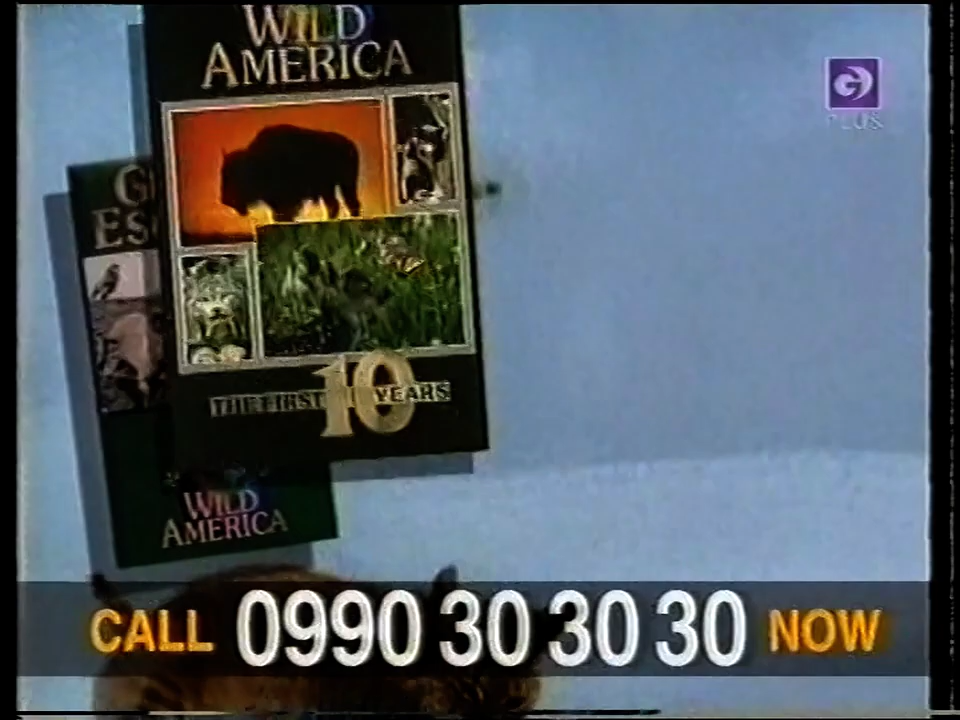 WILD
AMERICA
PLUS
THE FIRST 10 YEARS
WILD
AMERICA
CALL 0990 30 30 30 NOW